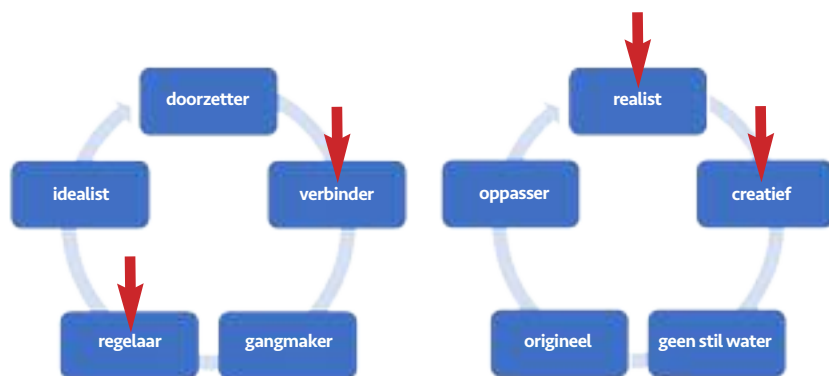 doorzetter
verbinder
gangmaker
regelaar
idealist
realist
creatief
geen stil water
origineel
oppasser